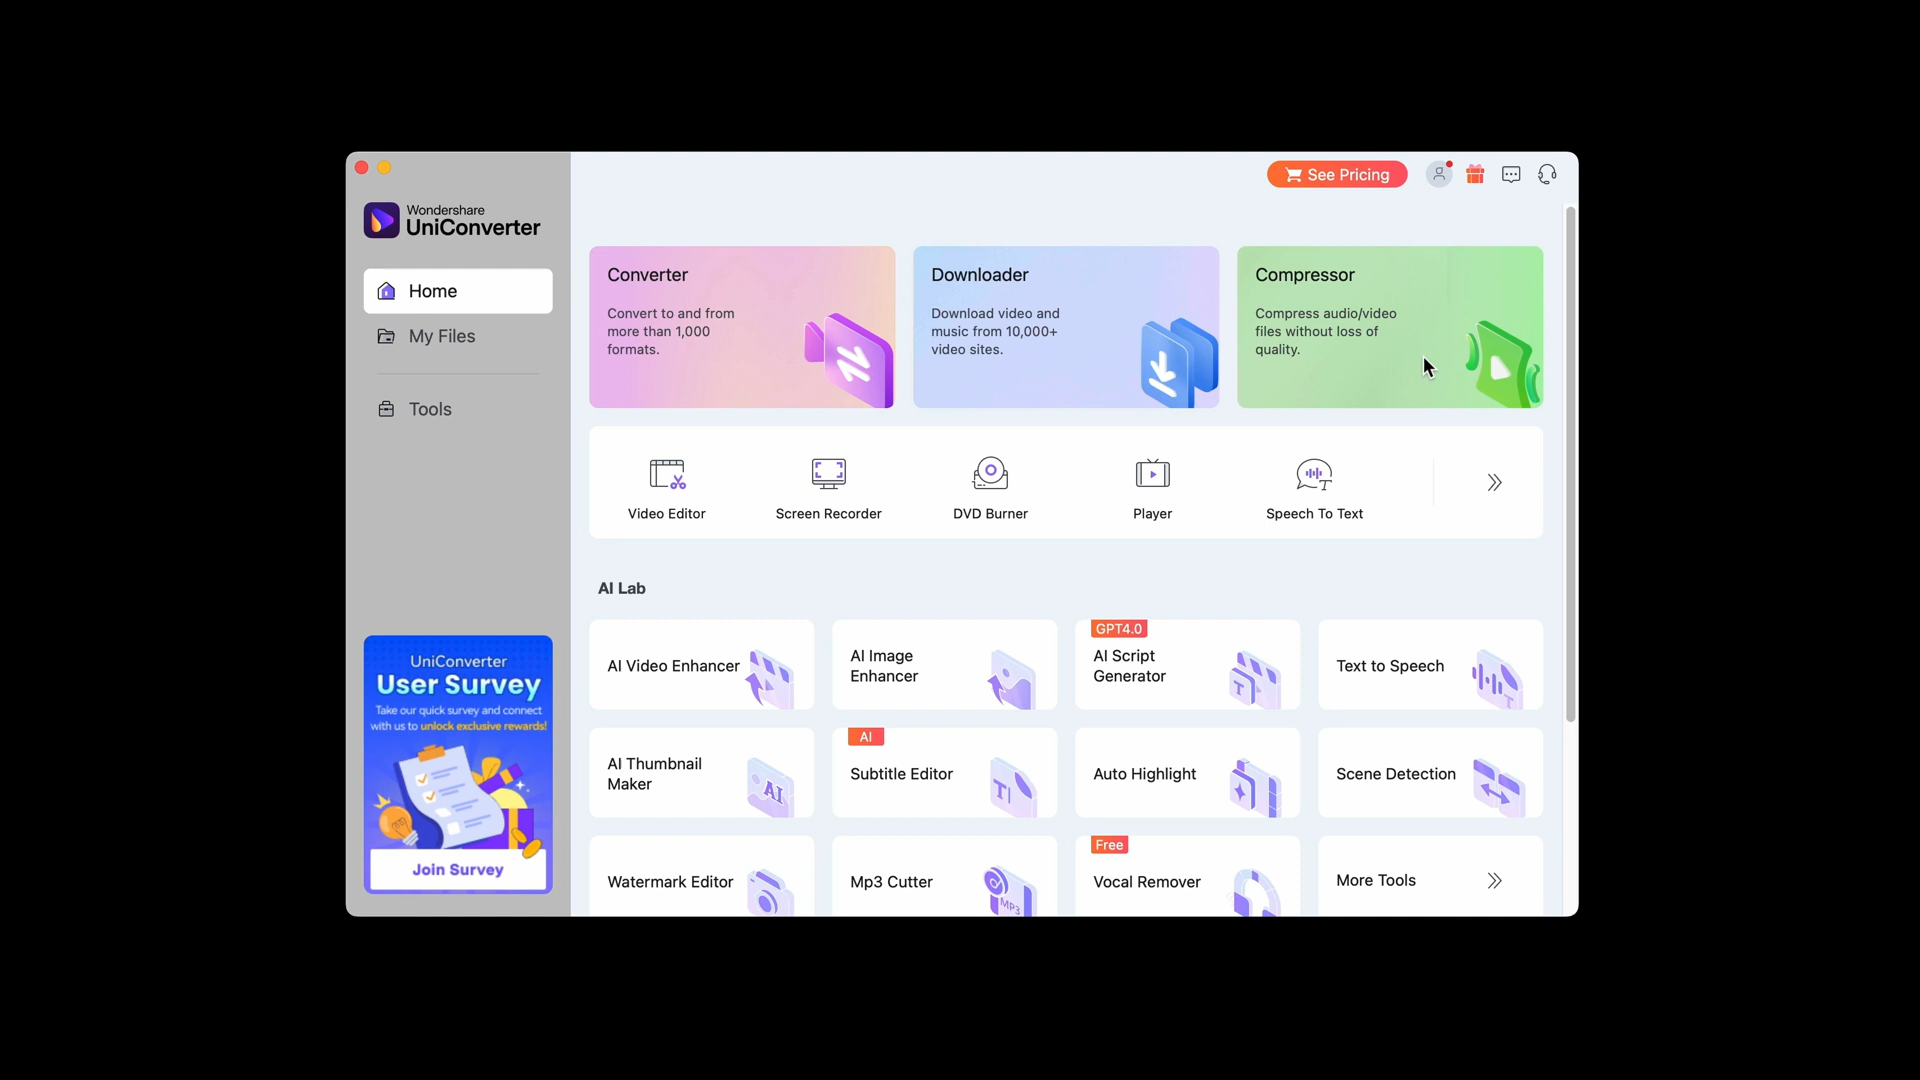 See Pricing
Wondershare
UniConverter
Home
My Files
Tools
Converter
Convert to and from
more than 1,000
formats.
Downloader
Download video and
music from 10,000+
video sites.
Compressor
Compress audio/video
files without loss of
quality.
Video Editor
Screen Recorder
DVD Burner
Player
Speech To Text
AI Lab
AI Video Enhancer
AI Image
Enhancer
GPT4.0
AI Script
Generator
T
Text to Speech
T
AI Thumbnail
Maker
AI
AI
Subtitle Editor
T
Auto Highlight
Scene Detection
Watermark Editor
Mp3 Cutter
MP3
Free
Vocal Remover
More Tools
UniConverter
User Survey
Take our quick survey and connect
with us to unlock exclusive rewards!
Join Survey